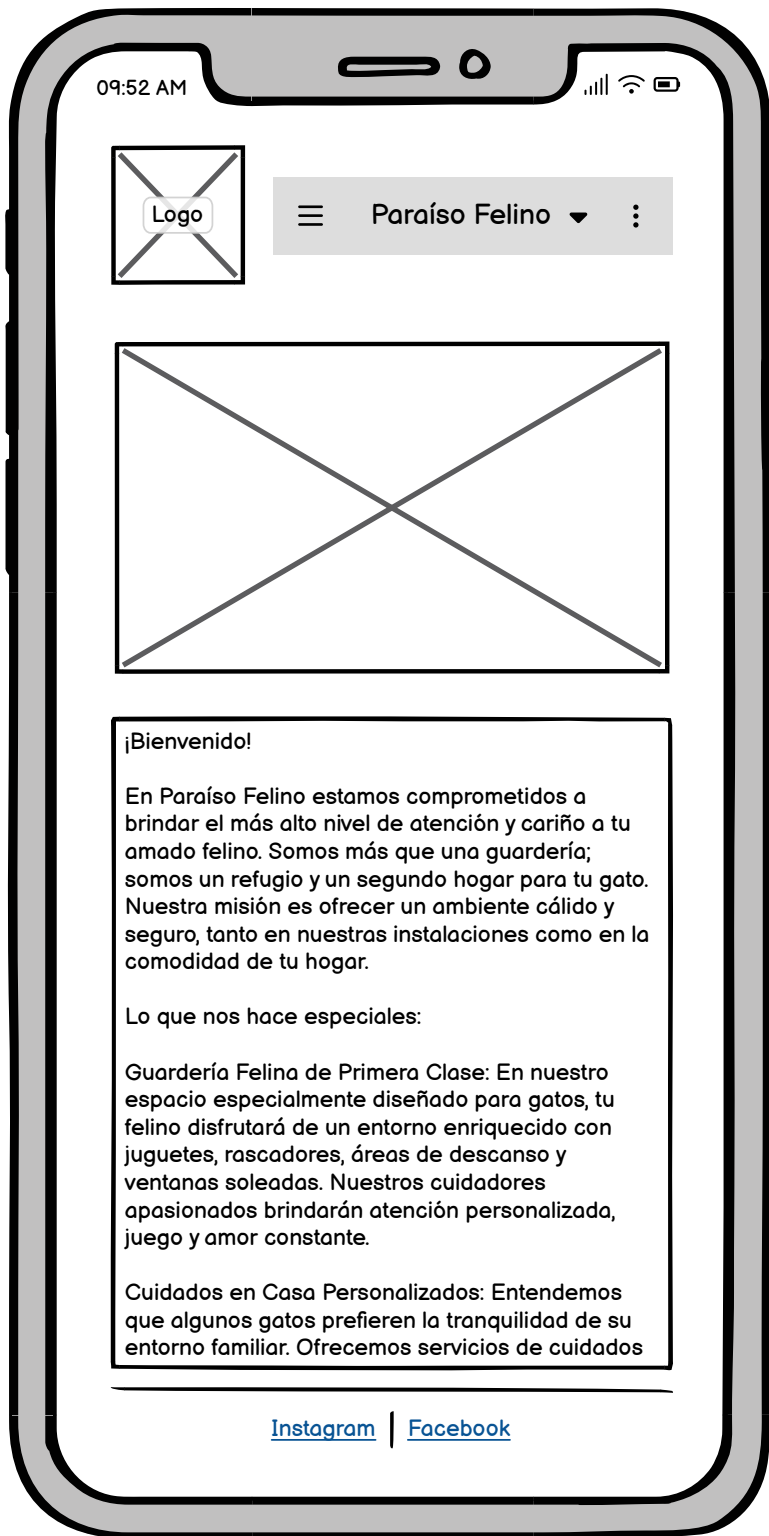 09:52 AM
Logo
Paraíso Felino
¡Bienvenido!
En Paraíso Felino estamos comprometidos a
brindar el más alto nivel de atención y cariño a tu
amado felino. Somos más que una guardería;
somos un refugio y un segundo hogar para tu gato.
Nuestra misión es ofrecer un ambiente cálido y
seguro, tanto en nuestras instalaciones como en la
comodidad de tu hogar.
Lo que nos hace especiales:
Guardería Felina de Primera Clase: En nuestro
espacio especialmente diseñado para gatos, tu
felino disfrutará de un entorno enriquecido con
juguetes, rascadores, áreas de descanso y
ventanas soleadas. Nuestros cuidadores
apasionados brindarán atención personalizada,
juego y amor constante.
Cuidados en Casa Personalizados: Entendemos
que algunos gatos prefieren la tranquilidad de su
entorno familiar. Ofrecemos servicios de cuidados
Instagram | Facebook